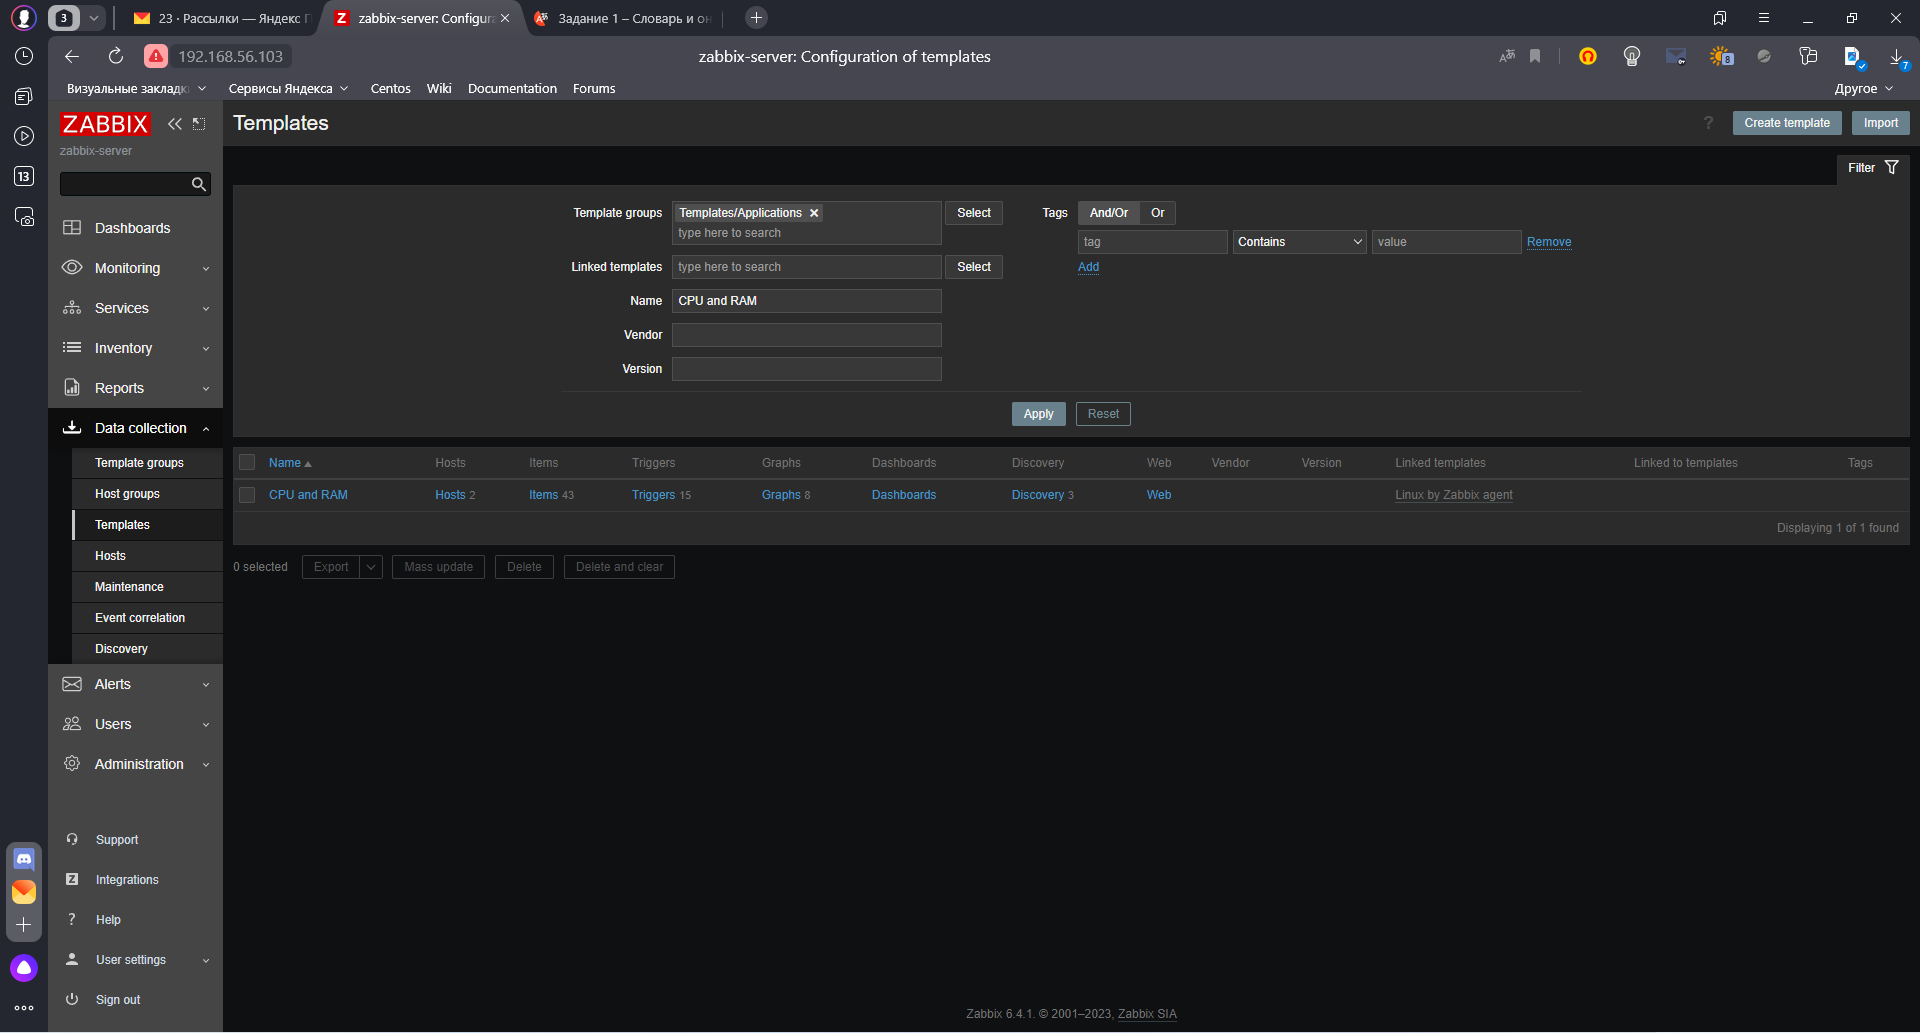 3
23 · Рассылки — Яндекс
zabbix-server: Configur
Задание 1 – Словарь и он
192.168.56.103
zabbix-server: Configuration of templates
8
7
Визуальные закладк
Сервисы Яндекса
Centos
Wiki
Documentation
Forums
Другое
13
ZABBIX
zabbix-server
Dashboards
Monitoring
Services
Inventory
Reports
Data collection
Template groups
Host groups
Templates
Hosts
Maintenance
Event correlation
Discovery
Alerts
Users
Administration
Support
Integrations
Help
User settings
Sign out
Templates
?
Create template
Import
Filter
Template groups
Templates/Applications
type here to search
Select
Linked templates
type here to search
Select
Name
CPU and RAM
Vendor
Version
Tags
And/Or
Or
tag
Contains
value
Remove
Add
Apply
Reset
Name Hosts Items Triggers Graphs Dashboards Discovery Web Vendor Version Linked templates Linked to templates Tags
CPU and RAM Hosts 2 Items 43 Triggers 15 Graphs 8 Dashboards Discovery 3 Web Linux by Zabbix agent
Displaying 1 of 1 found
0 selected
Export
Mass update
Delete
Delete and clear
Zabbix 6.4.1. © 2001–2023, Zabbix SIA